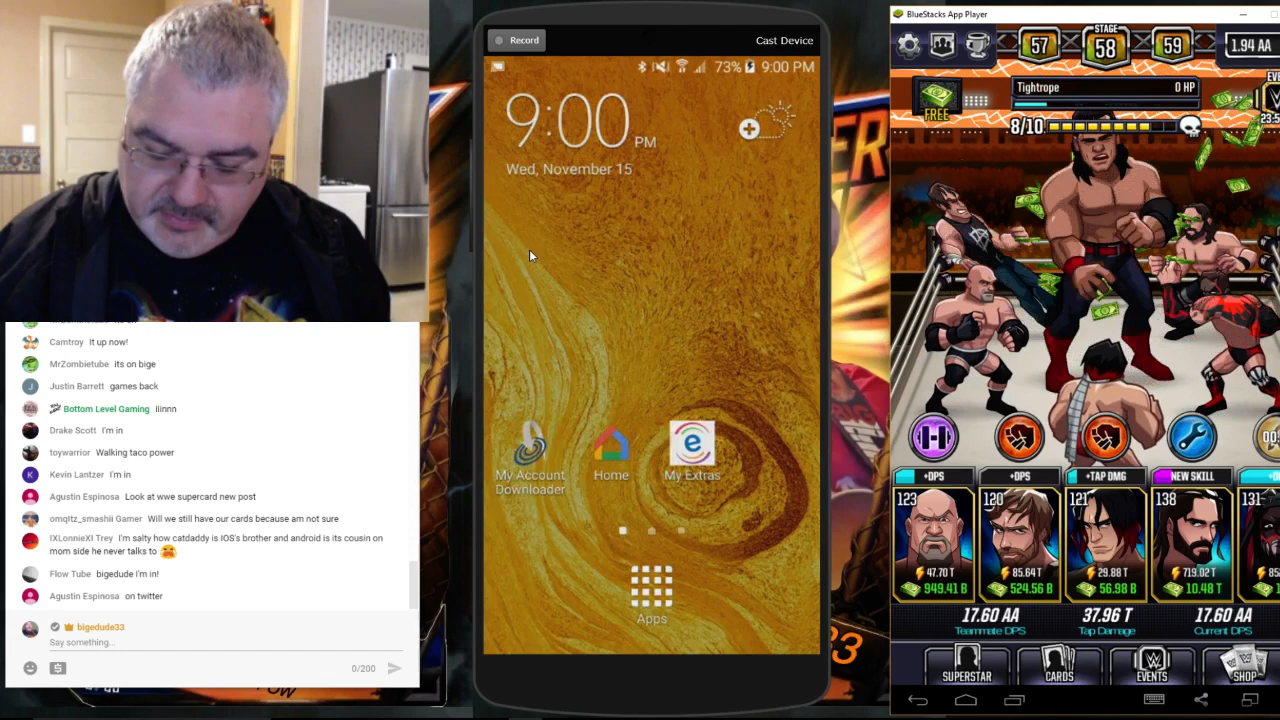 Camtroy It up now!
MrZombietube its on bige
Justin Barrett games back
Bottom Level Gaming iiinnn
Drake Scott I'm in
toywarrior Walking taco power
Kevin Lantzer I'm in
Agustin Espinosa Look at wwe supercard new post
omqltz_smashii Gamer Will we still have our cards because am not sure
IXLonnieXI Trey I'm salty how catdaddy is IOS's brother and android is its cousin on
mom side he never talks to
Flow Tube bigedude I'm in!
Agustin Espinosa on twitter
bigedude33
Say something...
0/200
Record
Cast Device
73% 9:00 PM
9:00 PM
Wed, November 15
My Account
Downloader
Home
My Extras
Apps
BlueStacks App Player
57
STAGE
58
59
1.94 AA
FREE
Tightrope 0 HP
8/10
23.5
+DPS
+DPS
+TAP DMG
NEW SKILL
123
120
121
138
131
47.70 T
85.64 T
29.88 T
719.02 T
949.41 B
524.56 B
56.98 B
10.48 T
17.60 AA
Teammate DPS
37.96 T
Tap Damage
17.60 AA
Current DPS
SUPERSTAR
CARDS
EVENTS
SHOP